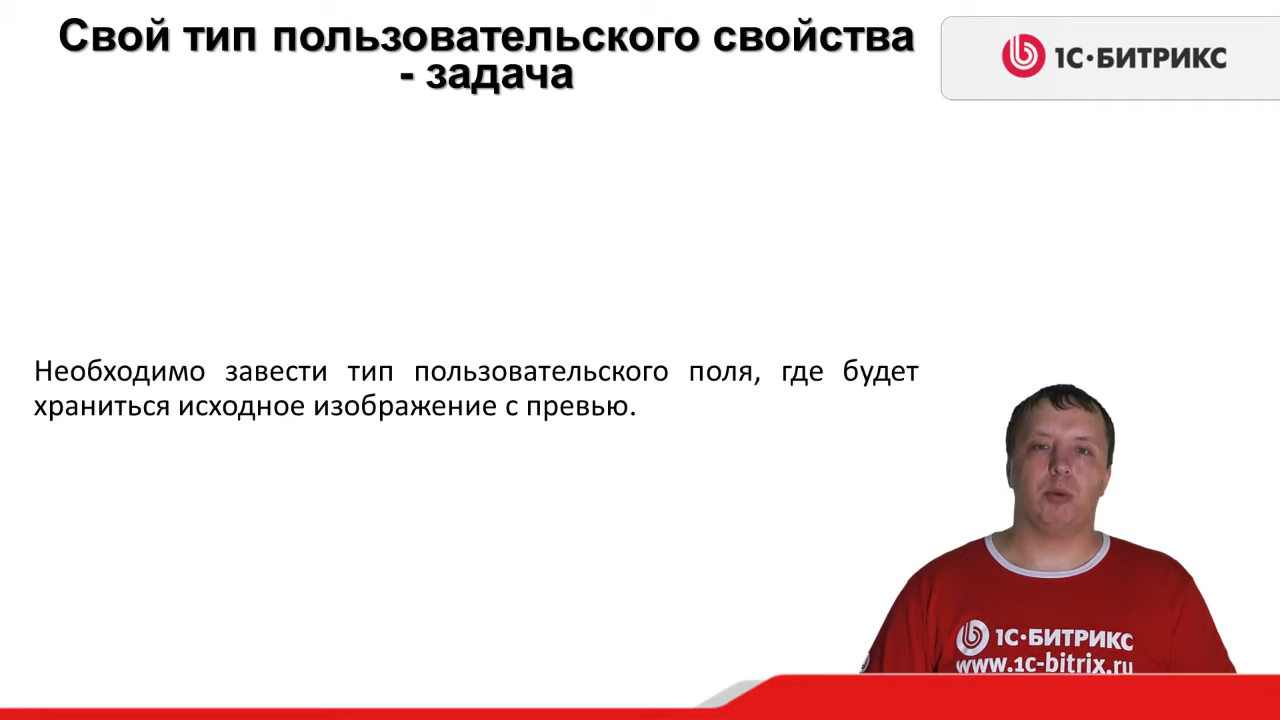 Свой тип пользовательского свойства
- задача
1С·БИТРИКС
Необходимо завести тип пользовательского поля, где будет
храниться исходное изображение с превью.
1С·БИТРИКС
www.1c-bitrix.ru